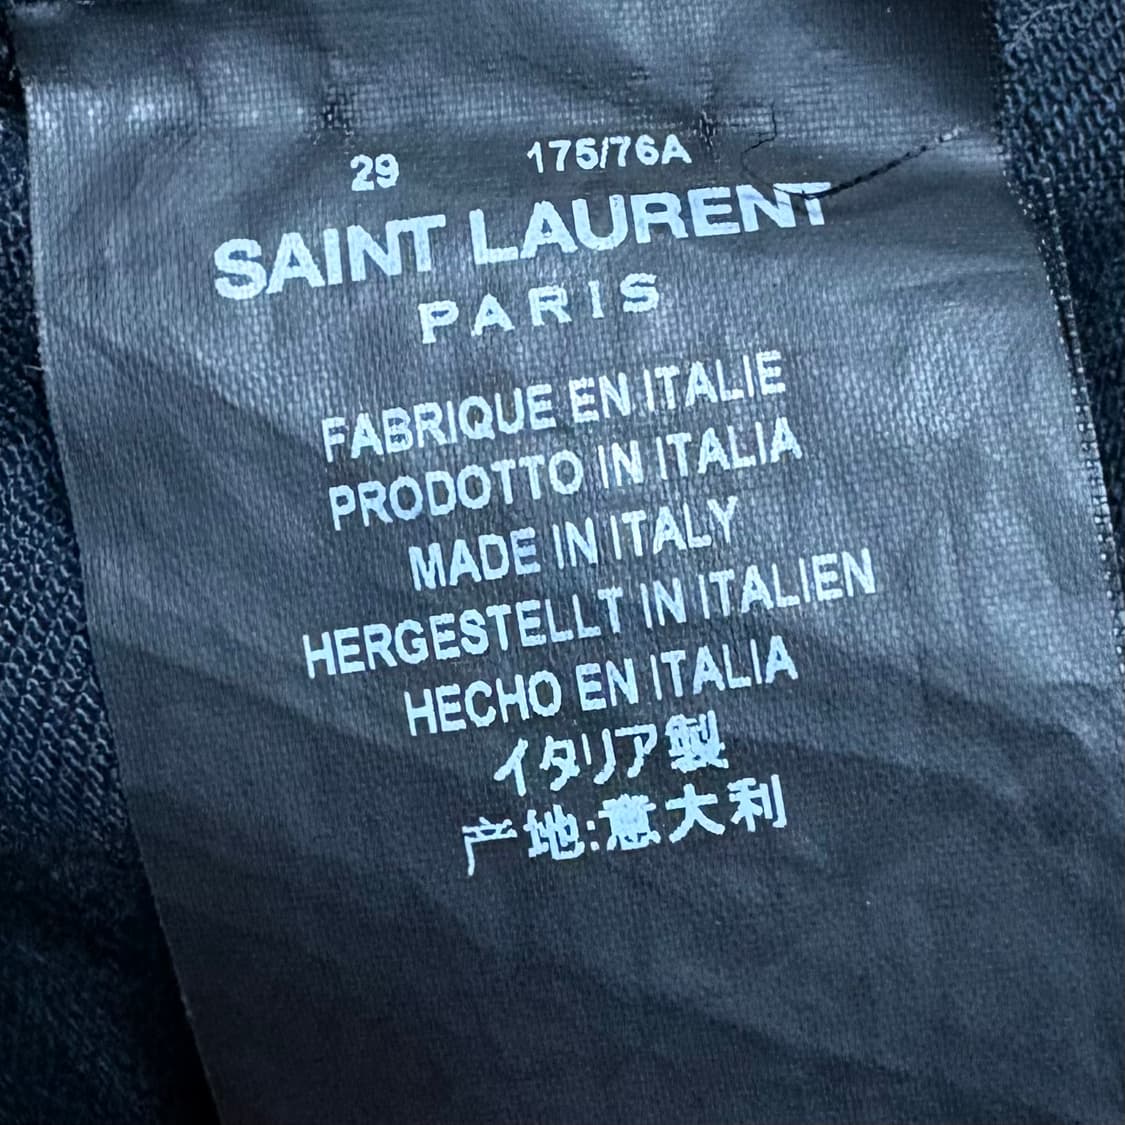 29 175/76A
SAINT LAURENT
PARIS
FABRIQUE EN ITALIE
PRODOTTO IN ITALIA
MADE IN ITALY
HERGESTELLT IN ITALIEN
HECHO EN ITALIA
イタリア製
产地:意大利